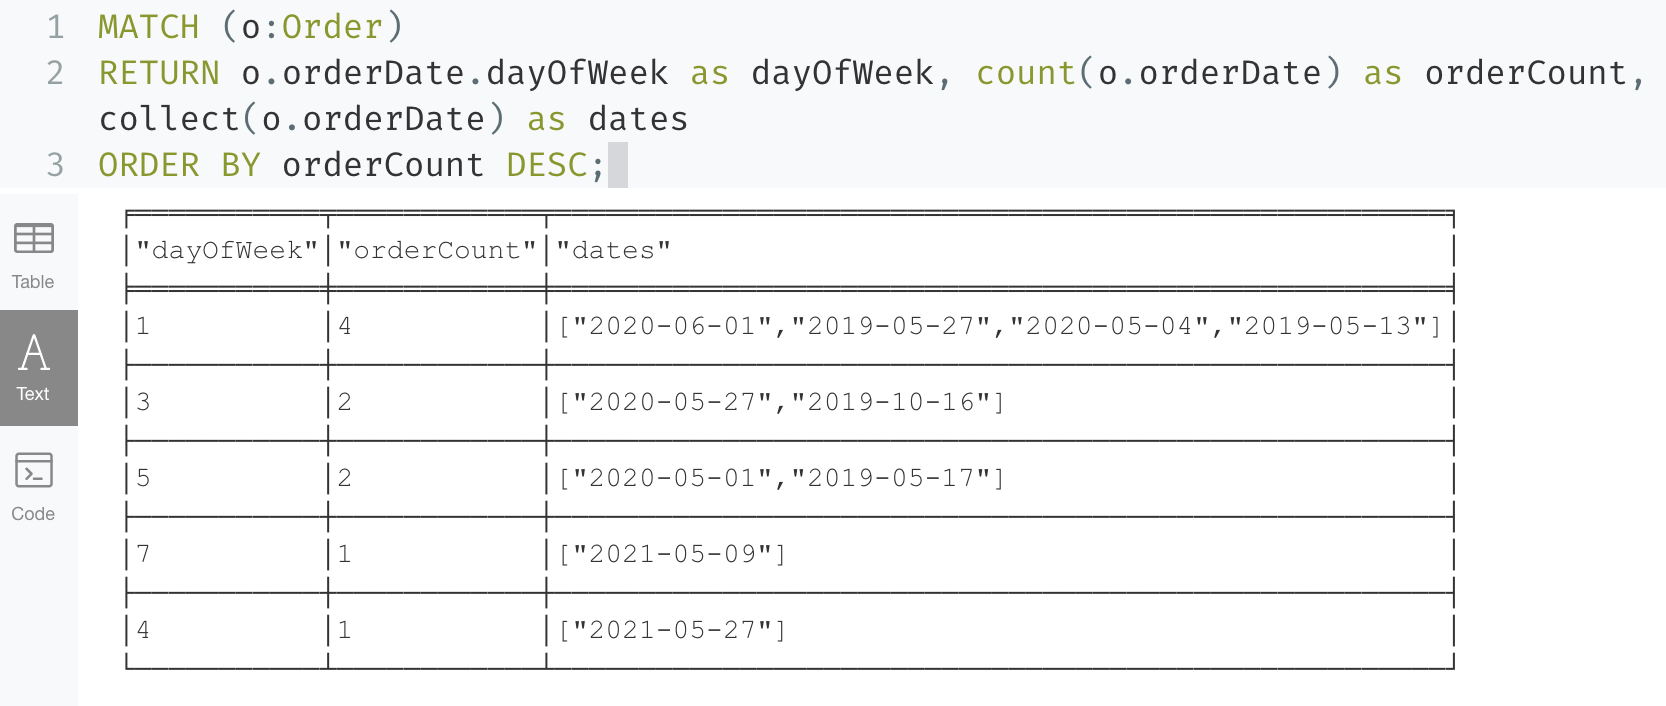 1 MATCH (o:Order)
2 RETURN o.orderDate.dayOfWeek as dayOfWeek, count(o.orderDate) as orderCount,
collect(o.orderDate) as dates
3 ORDER BY orderCount DESC;
"dayOfWeek" "orderCount" "dates"
Table
1 4 ["2020-06-01","2019-05-27","2020-05-04","2019-05-13"]
A
Text
3 2 ["2020-05-27","2019-10-16"]
5 2 ["2020-05-01","2019-05-17"]
Code
7 1 ["2021-05-09"]
4 1 ["2021-05-27"]